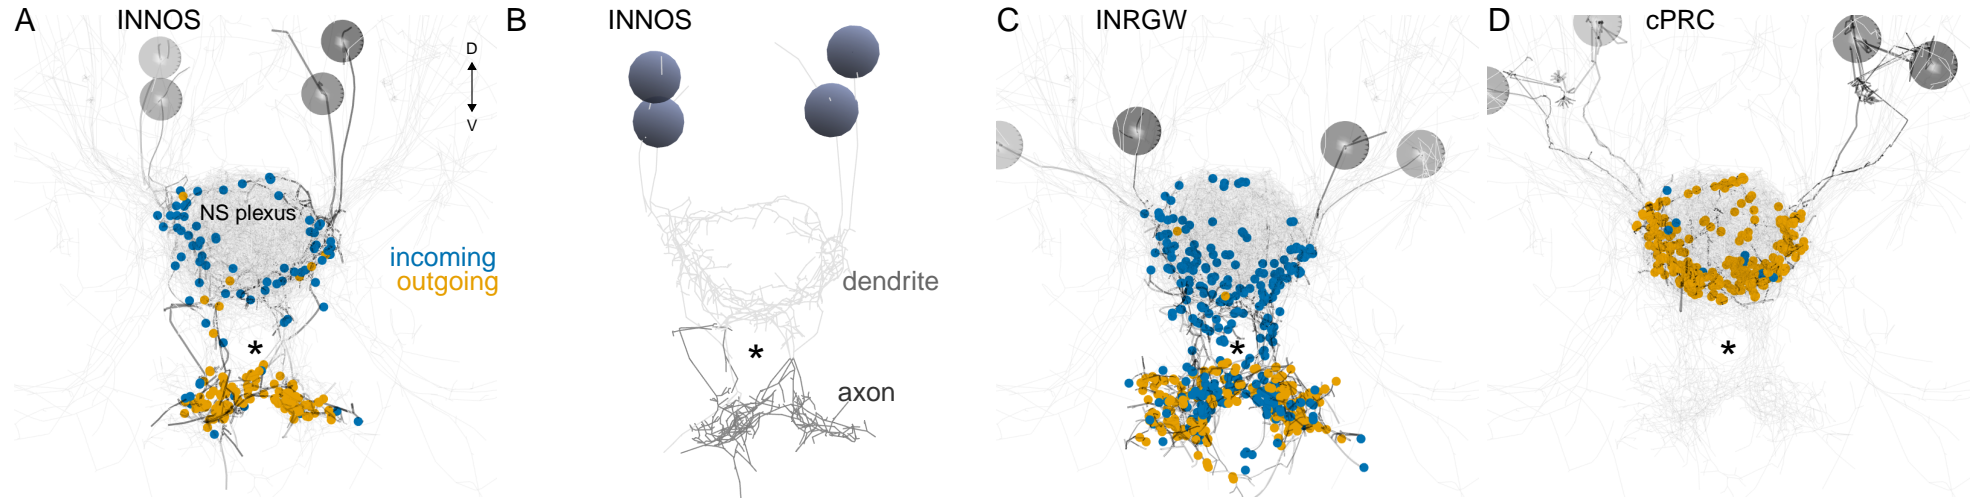 A INNOS
D
V
NS plexus
incoming
outgoing
*
B INNOS
dendrite
*
axon
C INRGW
*
D cPRC
*